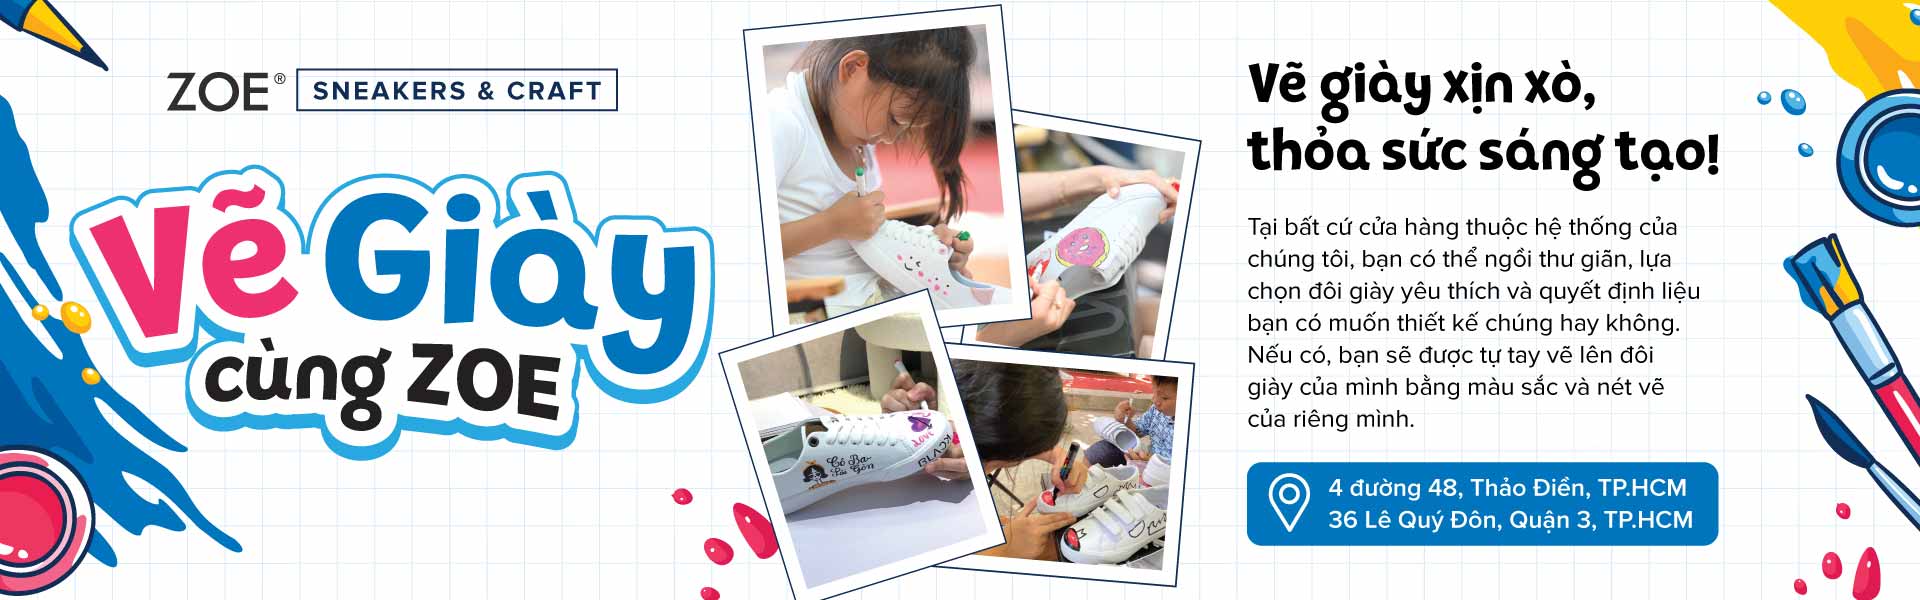 ZOE®
SNEAKERS & CRAFT
Vẽ Giày
cùng ZOE
Cô Ba
Sài Gòn
Love
Vẽ giày xịn xò,
thỏa sức sáng tạo!
Tại bất cứ cửa hàng thuộc hệ thống của
chúng tôi, bạn có thể ngồi thư giãn, lựa
chọn đôi giày yêu thích và quyết định liệu
bạn có muốn thiết kế chúng hay không.
Nếu có, bạn sẽ được tự tay vẽ lên đôi
giày của mình bằng màu sắc và nét vẽ
của riêng mình.
4 đường 48, Thảo Điền, TP.HCM
36 Lê Quý Đôn, Quận 3, TP.HCM